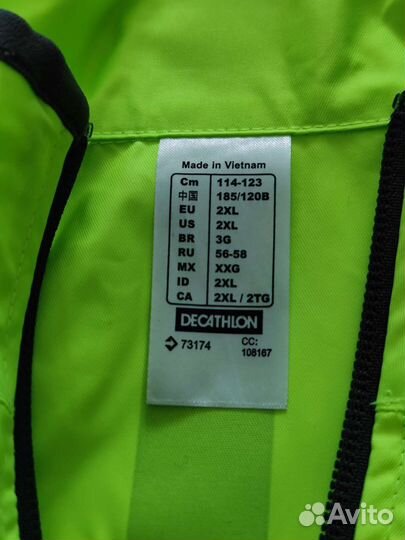 Made in Vietnam
Cm 114-123
中国 185/120B
EU 2XL
US 2XL
BR 3G
RU 56-58
MX XXG
ID 2XL
CA 2XL / 2TG
DECATHLON
73174 CC: 108167
Avito